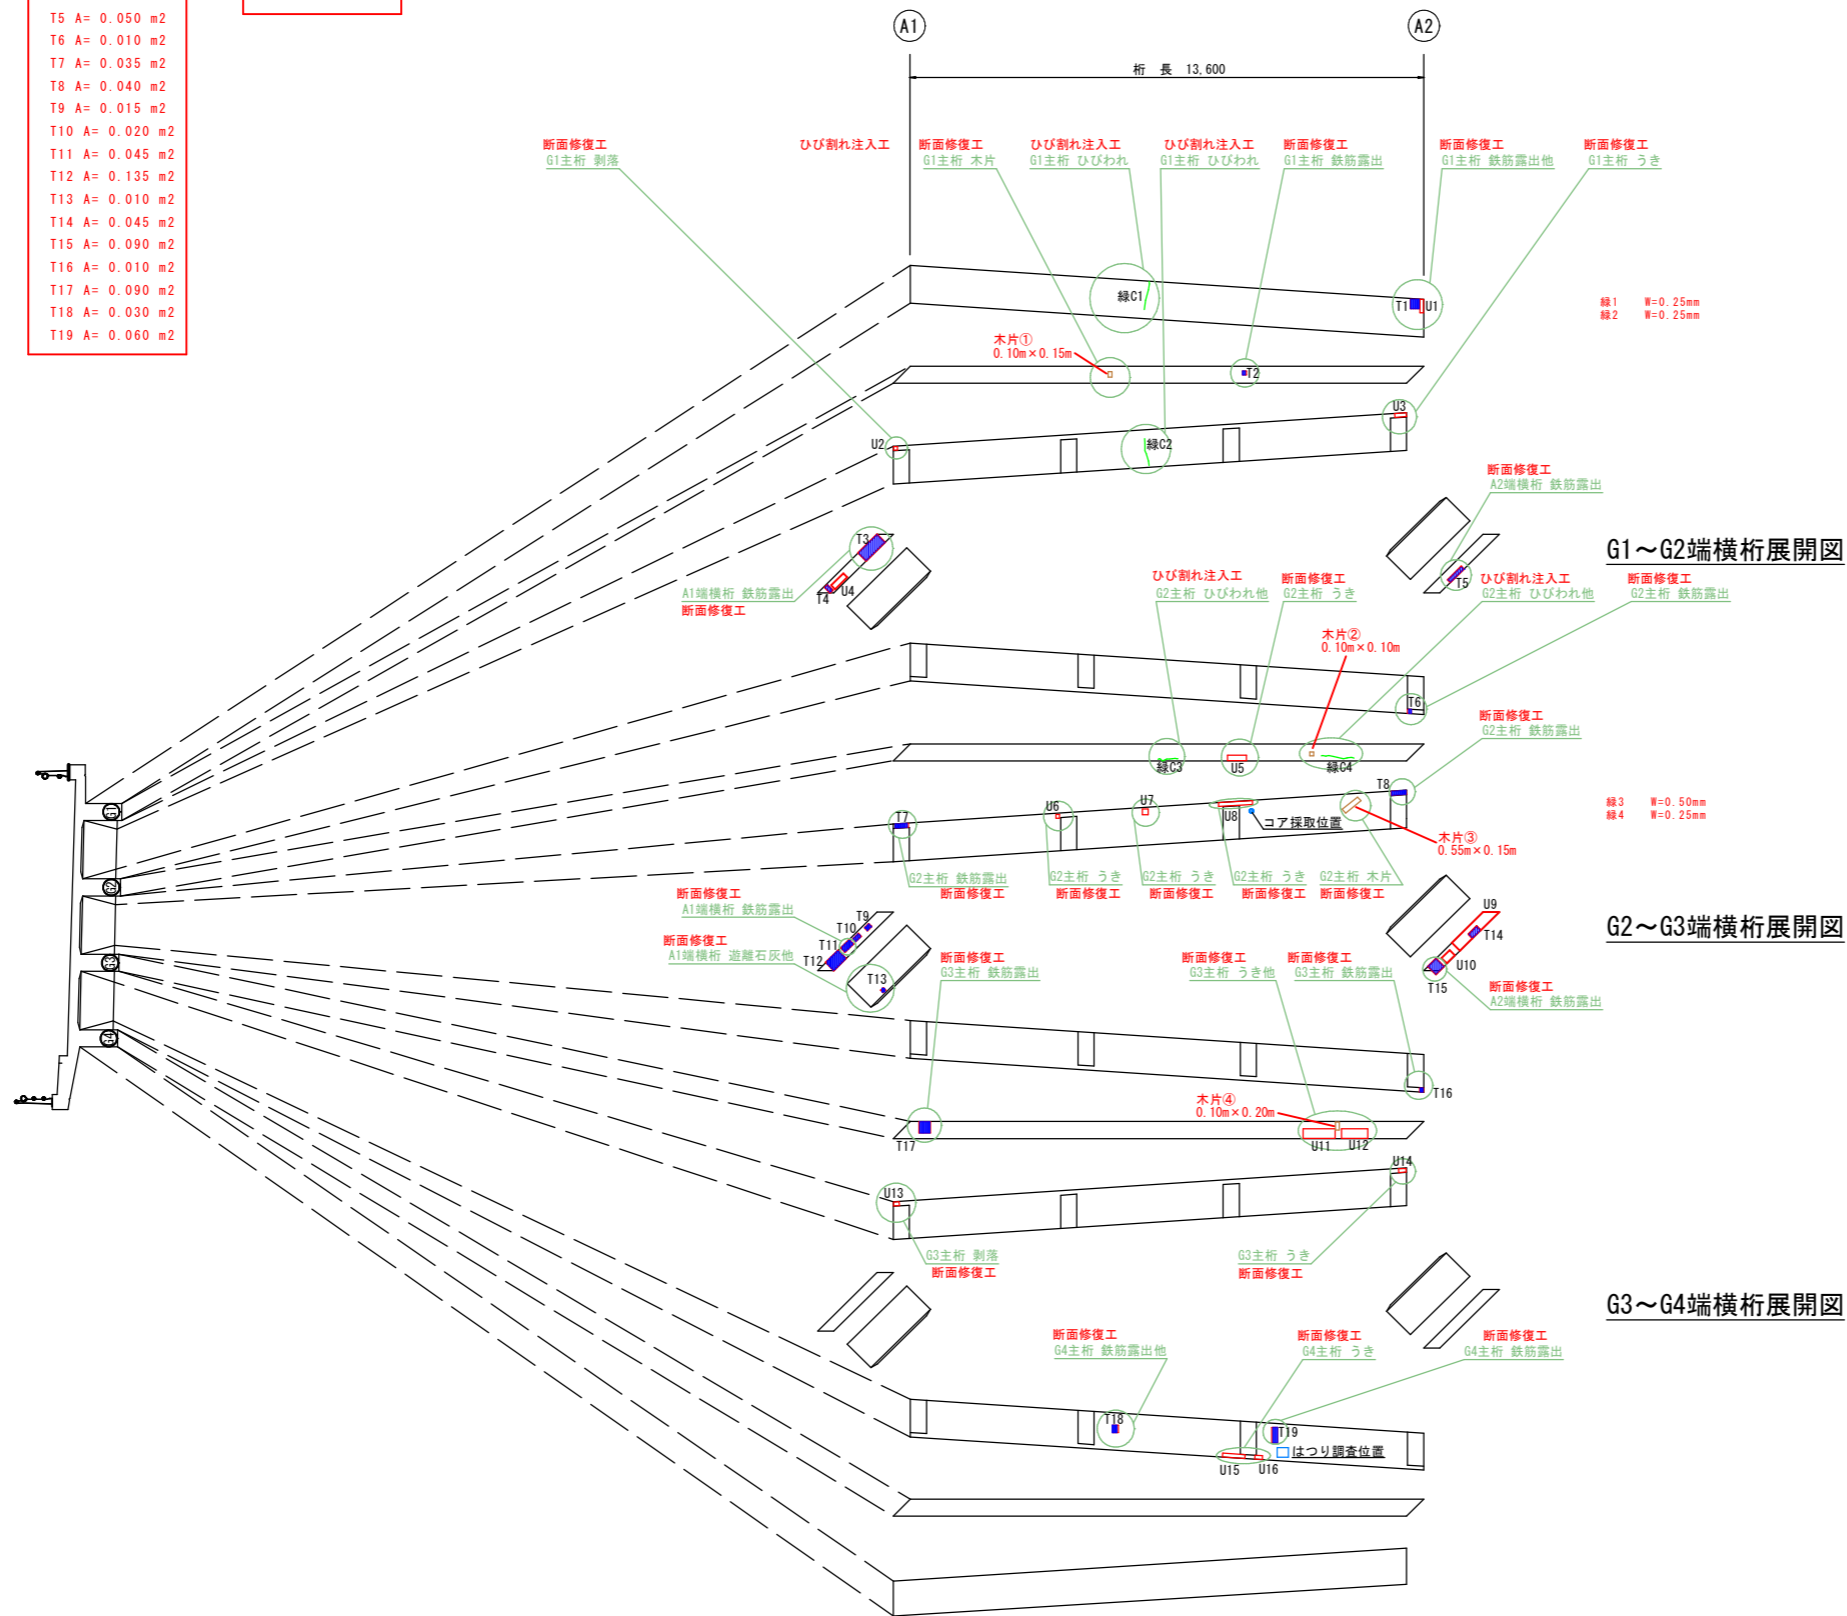 T5 A= 0.050 m2
T6 A= 0.010 m2
T7 A= 0.035 m2
T8 A= 0.040 m2
T9 A= 0.015 m2
T10 A= 0.020 m2
T11 A= 0.045 m2
T12 A= 0.135 m2
T13 A= 0.010 m2
T14 A= 0.045 m2
T15 A= 0.090 m2
T16 A= 0.010 m2
T17 A= 0.090 m2
T18 A= 0.030 m2
T19 A= 0.060 m2
A1
A2
桁 長 13,600
断面修復工
G1主桁 剥落
ひび割れ注入工
断面修復工
G1主桁 木片
ひび割れ注入工
G1主桁 ひびわれ
ひび割れ注入工
G1主桁 ひびわれ
断面修復工
G1主桁 鉄筋露出
断面修復工
G1主桁 鉄筋露出他
断面修復工
G1主桁 うき
緑C1
T1
U1
緑1 W=0.25mm
緑2 W=0.25mm
木片①
0.10m×0.15m
T2
U3
U2
緑C2
断面修復工
A2端横桁 鉄筋露出
T3
U4
T4
A1端横桁 鉄筋露出
断面修復工
T5
G1～G2端横桁展開図
ひび割れ注入工
G2主桁 ひびわれ他
断面修復工
G2主桁 うき
ひび割れ注入工
G2主桁 ひびわれ他
断面修復工
G2主桁 鉄筋露出
木片②
0.10m×0.10m
T6
断面修復工
G2主桁 鉄筋露出
緑C3
U5
緑C4
T8
T7
U6
U7
U8
コア採取位置
木片③
0.55m×0.15m
緑3 W=0.50mm
緑4 W=0.25mm
G2主桁 鉄筋露出
断面修復工
G2主桁 うき
断面修復工
G2主桁 うき
断面修復工
G2主桁 うき
断面修復工
G2主桁 木片
断面修復工
断面修復工
A1端横桁 鉄筋露出
断面修復工
A1端横桁 遊離石灰他
T9
T10
T11
T12
T13
U9
T14
U10
T15
G2～G3端横桁展開図
断面修復工
G3主桁 鉄筋露出
断面修復工
G3主桁 うき他
断面修復工
G3主桁 鉄筋露出
断面修復工
A2端横桁 鉄筋露出
T16
木片④
0.10m×0.20m
T17
U11
U12
U13
U14
G3主桁 剥落
断面修復工
G3主桁 うき
断面修復工
G3～G4端横桁展開図
断面修復工
G4主桁 鉄筋露出他
断面修復工
G4主桁 うき
断面修復工
G4主桁 鉄筋露出
T18
T19
はつり調査位置
U15
U16
G1
G2
G3
G4